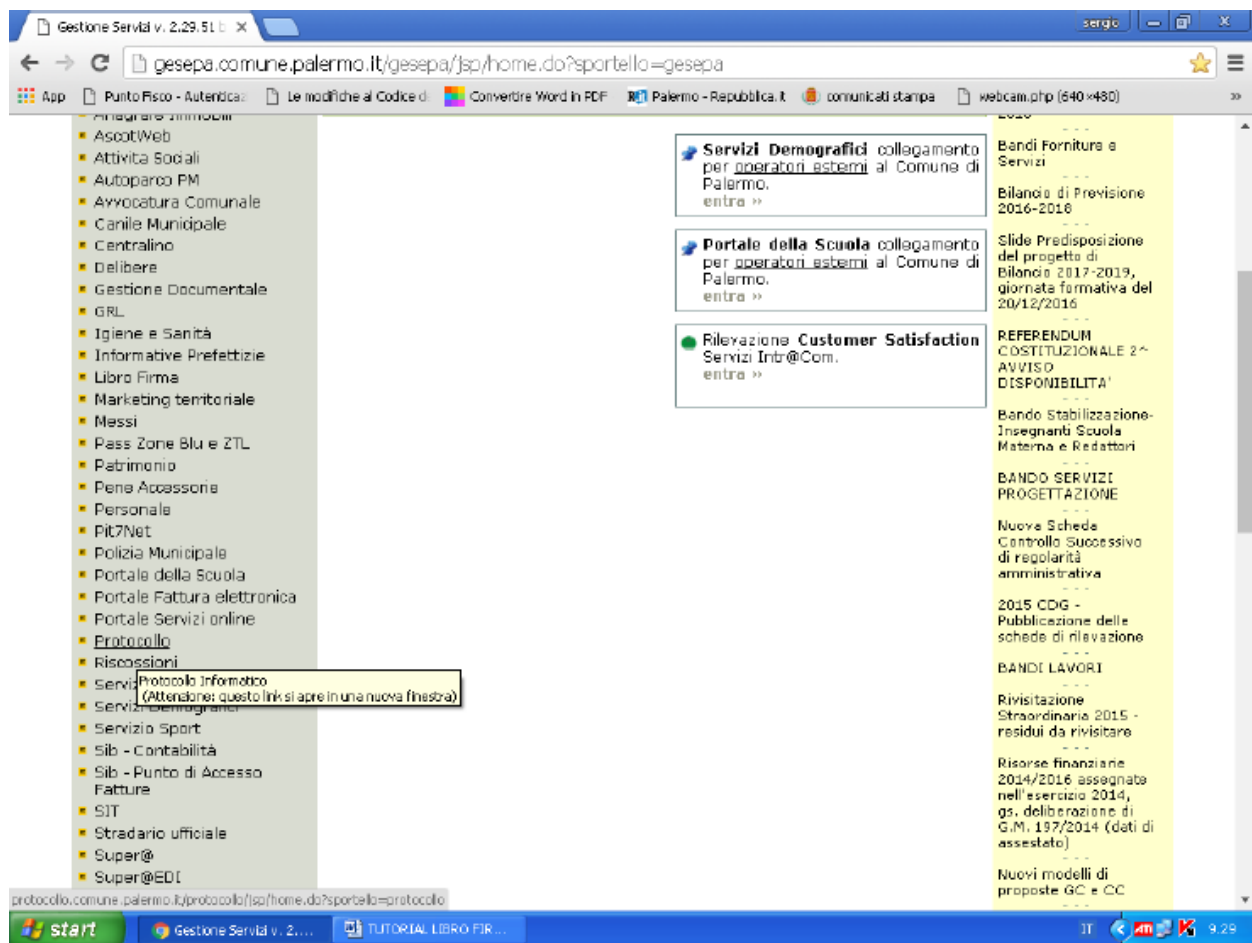 Gestione Servizi v. 2.29.51 b
sergio
gesepa.comune.palermo.it/gesepa/jsp/home.do?sportello=gesepa
App
Punto Fisco - Autenticaz
Le modifiche al Codice d
Convertire Word in PDF
Palermo - Repubblica.it
comunicati stampa
webcam.php (640×480)
Anagrafe Immobili
AscotWeb
Attivita Sociali
Autoparco PM
Avvocatura Comunale
Canile Municipale
Centralino
Delibere
Gestione Documentale
GRL
Igiene e Sanità
Informative Prefettizie
Libro Firma
Marketing territoriale
Messi
Pass Zone Blu e ZTL
Patrimonio
Pene Accessorie
Personale
Pit7Net
Polizia Municipale
Portale della Scuola
Portale Fattura elettronica
Portale Servizi online
Protocollo
Riscossioni
Protocollo Informatico
(Attenzione: questo link si apre in una nuova finestra)
Serviz
Servizi Demografici
Servizio Sport
Sib - Contabilità
Sib - Punto di Accesso
Fatture
SIT
Stradario ufficiale
Super@
Super@EDI
Servizi Demografici collegamento
per operatori esterni al Comune di
Palermo.
entra »
Portale della Scuola collegamento
per operatori esterni al Comune di
Palermo.
entra »
Rilevazione Customer Satisfaction
Servizi Intr@Com.
entra »
2016
- - -
Bandi Forniture e
Servizi
- - -
Bilancio di Previsione
2016-2018
- - -
Slide Predisposizione
del progetto di
Bilancio 2017-2019,
giornata formativa del
20/12/2016
- - -
REFERENDUM
COSTITUZIONALE 2^
AVVISO
DISPONIBILITA'
- - -
Bando Stabilizzazione-
Insegnanti Scuola
Materna e Redattori
- - -
BANDO SERVIZI
PROGETTAZIONE
- - -
Nuova Scheda
Controllo Successivo
di regolarità
amministrativa
- - -
2015 CDG -
Pubblicazione delle
schede di rilevazione
- - -
BANDI LAVORI
- - -
Rivisitazione
Straordinaria 2015 -
residui da rivisitare
- - -
Risorse finanziarie
2014/2016 assegnate
nell'esercizio 2014,
gs. deliberazione di
G.M. 197/2014 (dati di
assestato)
- - -
Nuovi modelli di
proposte GC e CC
- - -
protocollo.comune.palermo.it/protocollo/jsp/home.do?sportello=protocollo
start
Gestione Servizi v. 2....
TUTORIAL LIBRO FIR...
IT
ATI
9.29